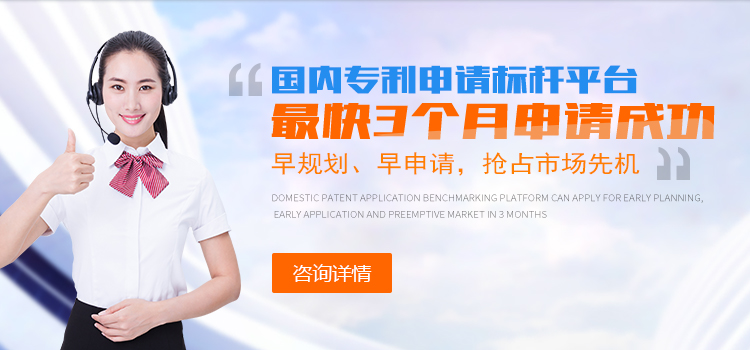 国内专利申请标杆平台
最快3个月申请成功
早规划、早申请，抢占市场先机
DOMESTIC PATENT APPLICATION BENCHMARKING PLATFORM CAN APPLY FOR EARLY PLANNING,
EARLY APPLICATION AND PREEMPTIVE MARKET IN 3 MONTHS
咨询详情